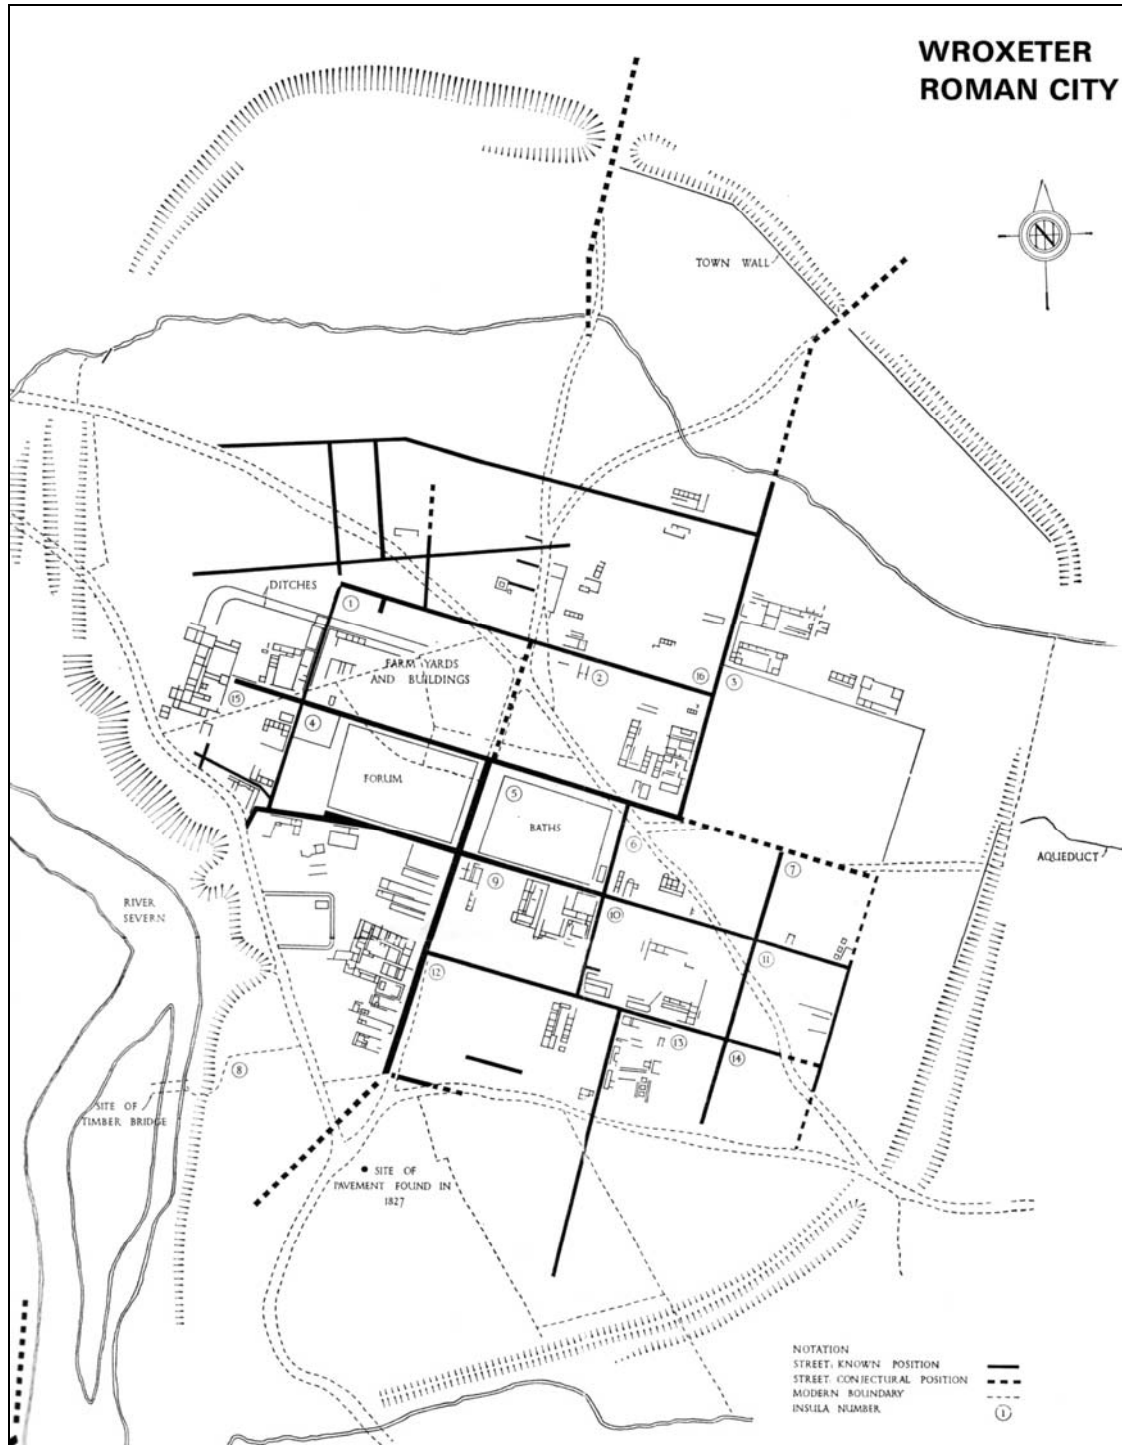 WROXETER
ROMAN CITY
N
TOWN WALL
DITCHES
1
FARM YARDS
AND BUILDINGS
2
16
3
15
4
FORUM
5
BATHS
6
7
AQUEDUCT
RIVER
SEVERN
9
10
11
12
13
14
8
SITE OF
TIMBER BRIDGE
SITE OF
PAVEMENT FOUND IN
1827
NOTATION
STREET: KNOWN POSITION
STREET CONJECTURAL POSITION
MODERN BOUNDARY
INSULA NUMBER
1